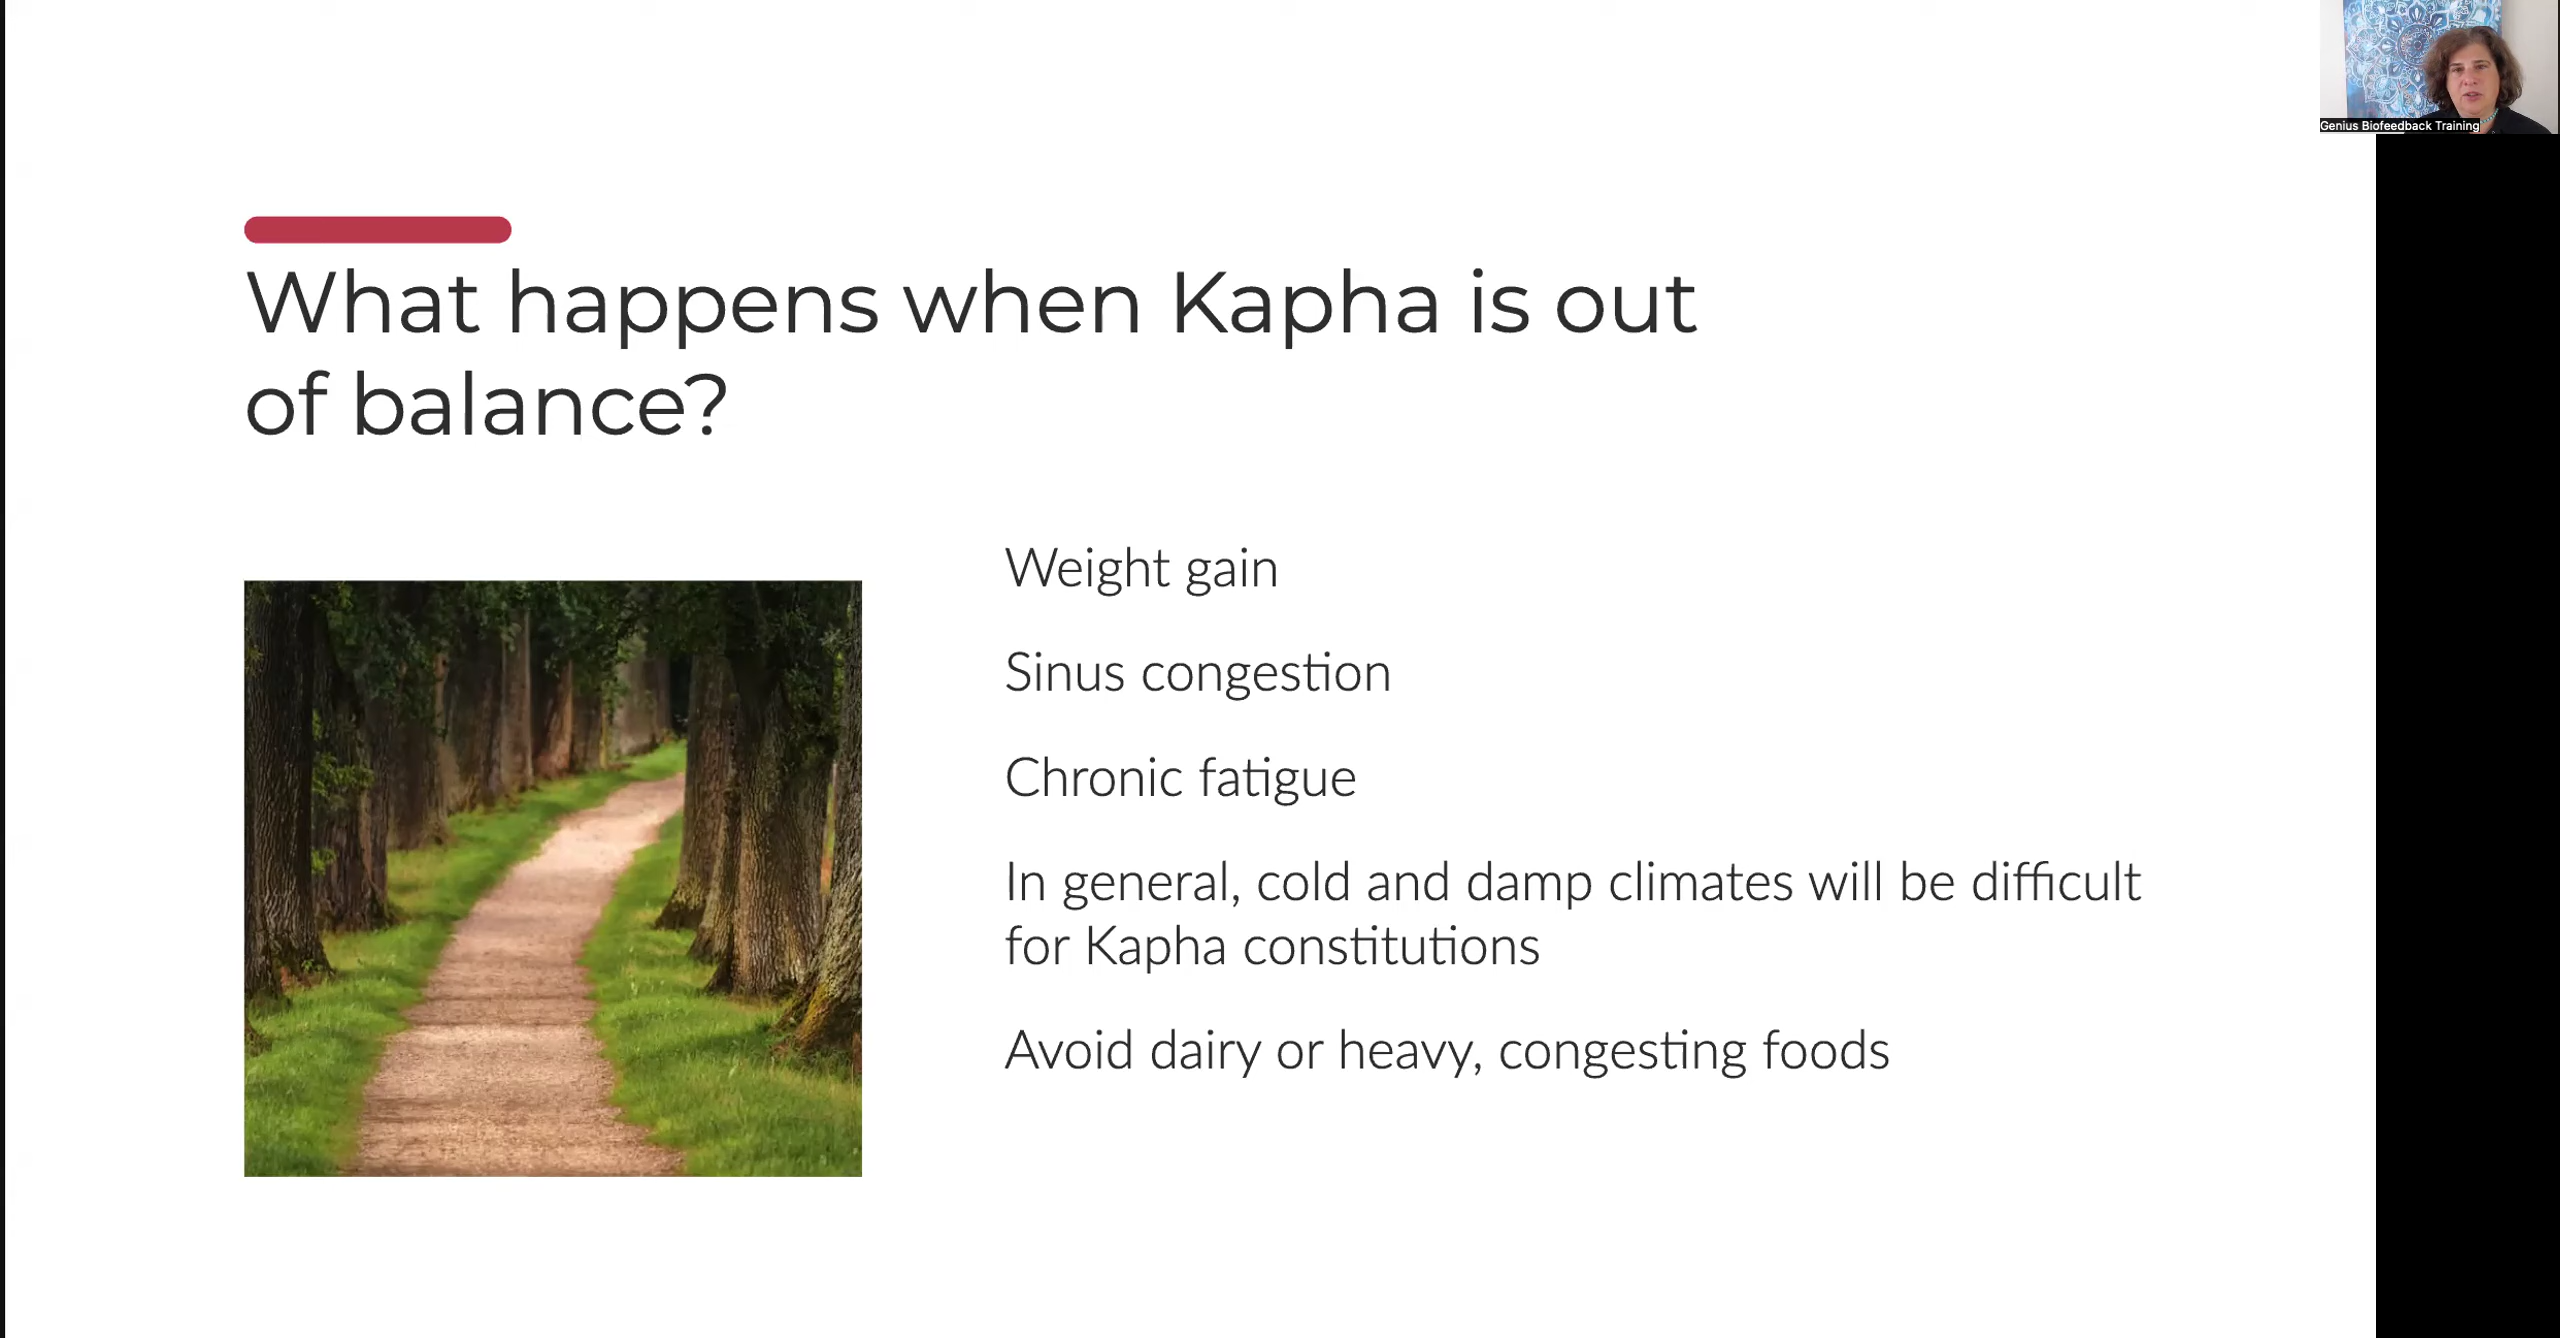 Genius Biofeedback Training
What happens when Kapha is out
of balance?
Weight gain
Sinus congestion
Chronic fatigue
In general, cold and damp climates will be difficult
for Kapha constitutions
Avoid dairy or heavy, congesting foods